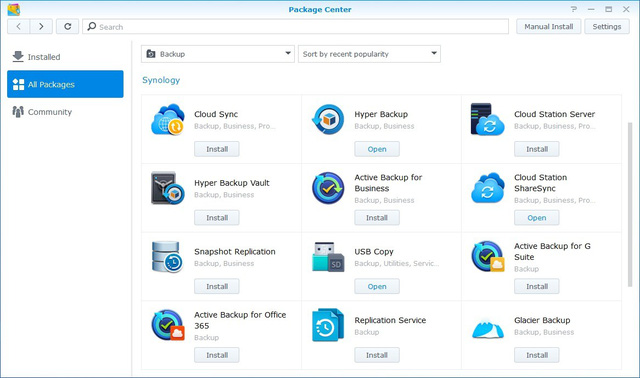 Package Center
Search
Manual Install
Settings
Installed
All Packages
Community
Backup
Sort by recent popularity
Synology
Cloud Sync
Backup, Business, Pro...
Install
Hyper Backup
Backup, Business
Open
Cloud Station Server
Backup, Business, Pro...
Install
Hyper Backup Vault
Backup, Business
Install
Active Backup for
Business
Backup, Business
Install
Cloud Station
ShareSync
Backup, Business, Pro...
Open
Snapshot Replication
Backup, Business
Install
USB Copy
Backup, Utilities, Servic...
Open
SD
Active Backup for G
Suite
Backup
Install
Active Backup for Office
365
Backup
Install
Replication Service
Backup
Install
Glacier Backup
Backup, Business
Install